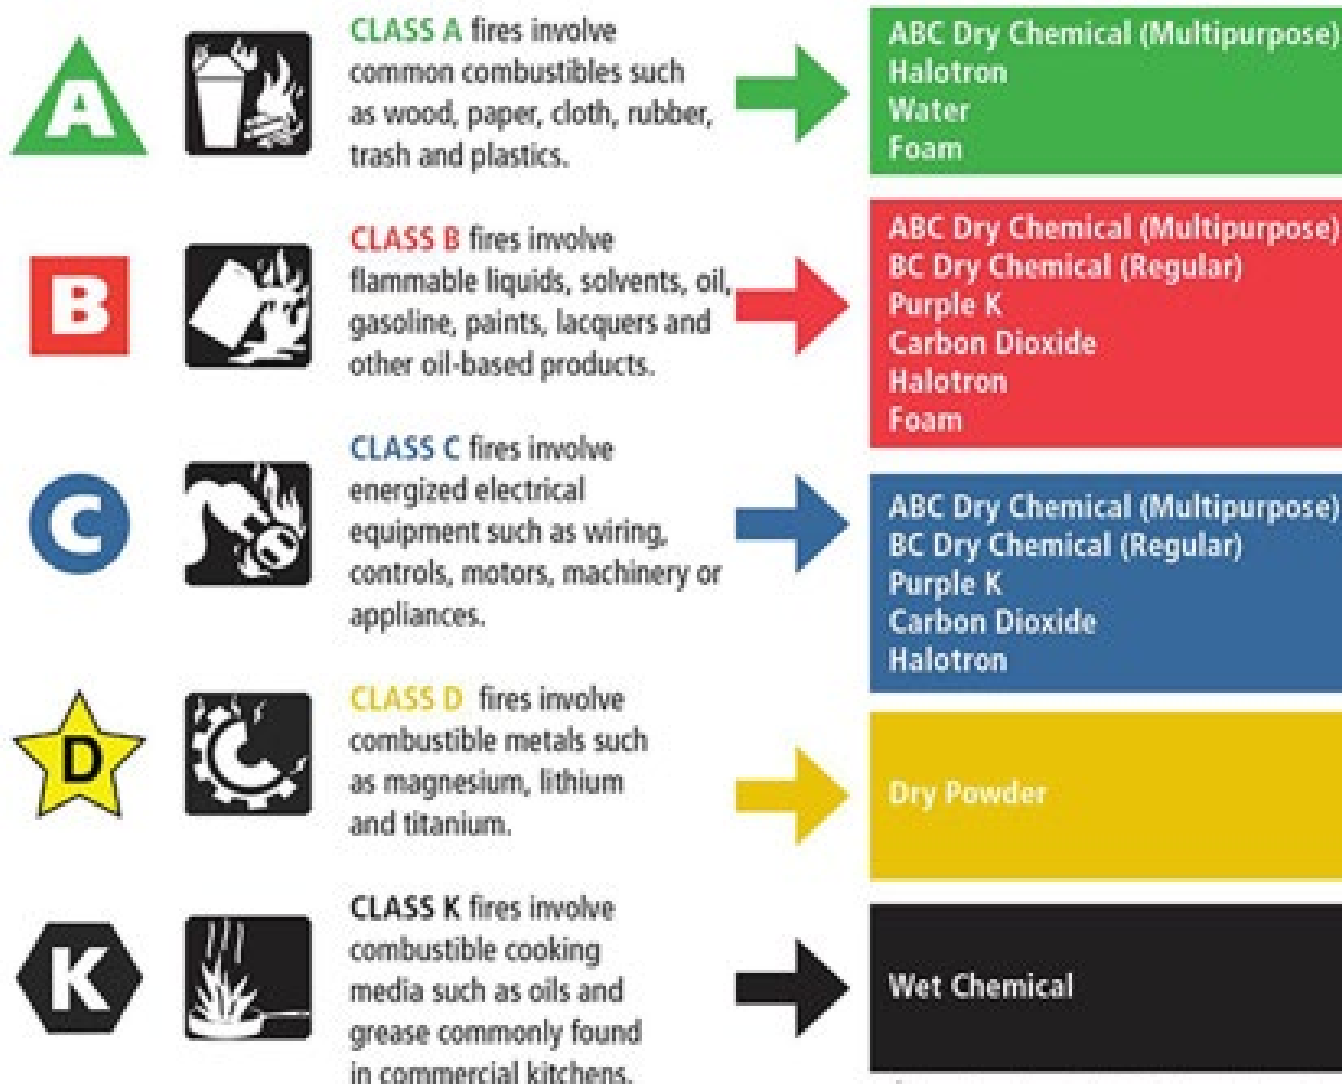 A
CLASS A fires involve
common combustibles such
as wood, paper, cloth, rubber,
trash and plastics.
ABC Dry Chemical (Multipurpose)
Halotron
Water
Foam
B
CLASS B fires involve
flammable liquids, solvents, oil,
gasoline, paints, lacquers and
other oil-based products.
ABC Dry Chemical (Multipurpose)
BC Dry Chemical (Regular)
Purple K
Carbon Dioxide
Halotron
Foam
C
CLASS C fires involve
energized electrical
equipment such as wiring,
controls, motors, machinery or
appliances.
ABC Dry Chemical (Multipurpose)
BC Dry Chemical (Regular)
Purple K
Carbon Dioxide
Halotron
D
CLASS D fires involve
combustible metals such
as magnesium, lithium
and titanium.
Dry Powder
K
CLASS K fires involve
combustible cooking
media such as oils and
grease commonly found
in commercial kitchens.
Wet Chemical